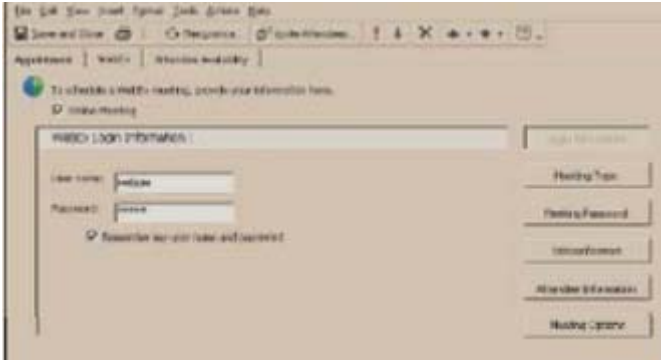 File Edit View Insert Format Tools Actions Help
Save and Close Recurrence Invite Attendees...
Appointment WebEx Attendee Availability
To schedule a WebEx meeting, provide your information here.
Online Meeting
WebEx Login Information :
User name:
Password:
Remember my user name and password
Meeting Type
Meeting Password
Teleconference
Attendee Information
Meeting Options